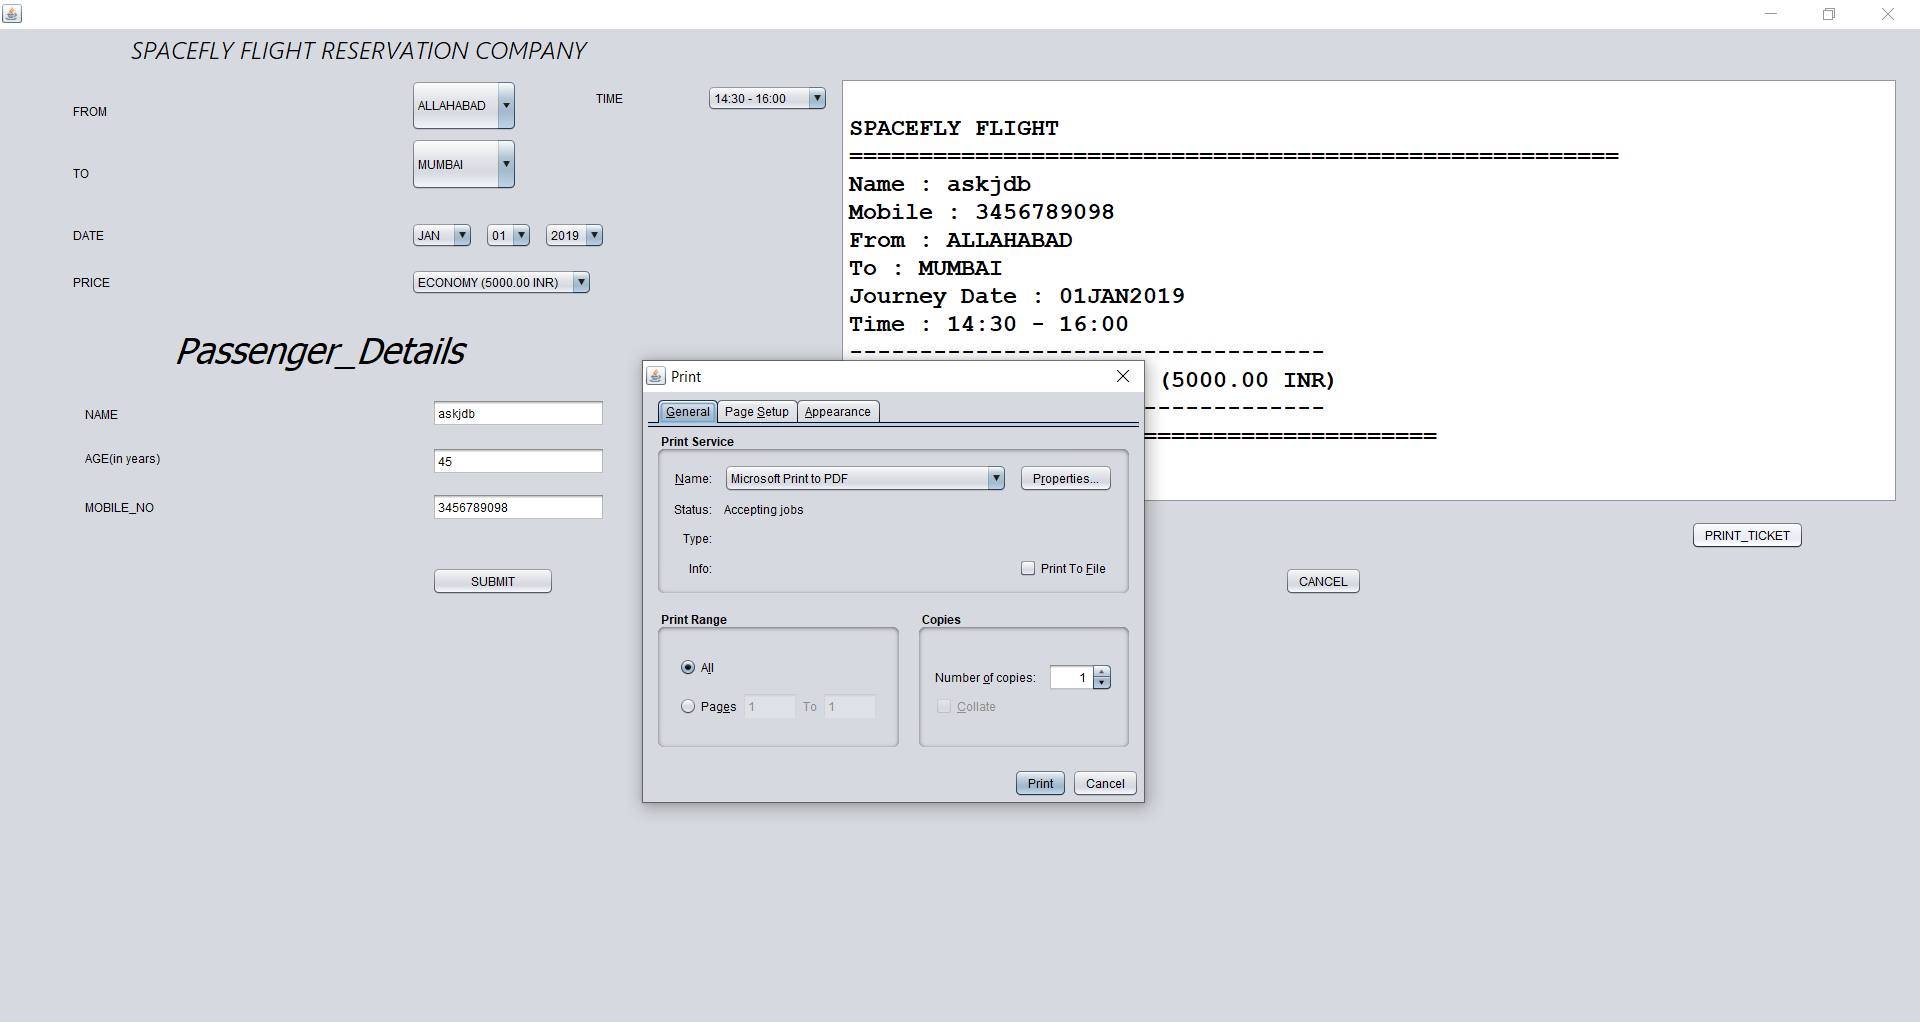 SPACEFLY FLIGHT RESERVATION COMPANY
FROM
ALLAHABAD
TIME
14:30 - 16:00
TO
MUMBAI
DATE
JAN 01 2019
PRICE
ECONOMY (5000.00 INR)
Passenger_Details
NAME
askjdb
AGE(in years)
45
MOBILE_NO
3456789098
SUBMIT
SPACEFLY FLIGHT
=======================================================
Name : askjdb
Mobile : 3456789098
From : ALLAHABAD
To : MUMBAI
Journey Date : 01JAN2019
Time : 14:30 - 16:00
----------------------------------
(5000.00 INR)
-------------
=====================
PRINT_TICKET
CANCEL
Print
General Page Setup Appearance
Print Service
Name: Microsoft Print to PDF Properties...
Status: Accepting jobs
Type:
Info: Print To File
Print Range
All
Pages 1 To 1
Copies
Number of copies: 1
Collate
Print Cancel